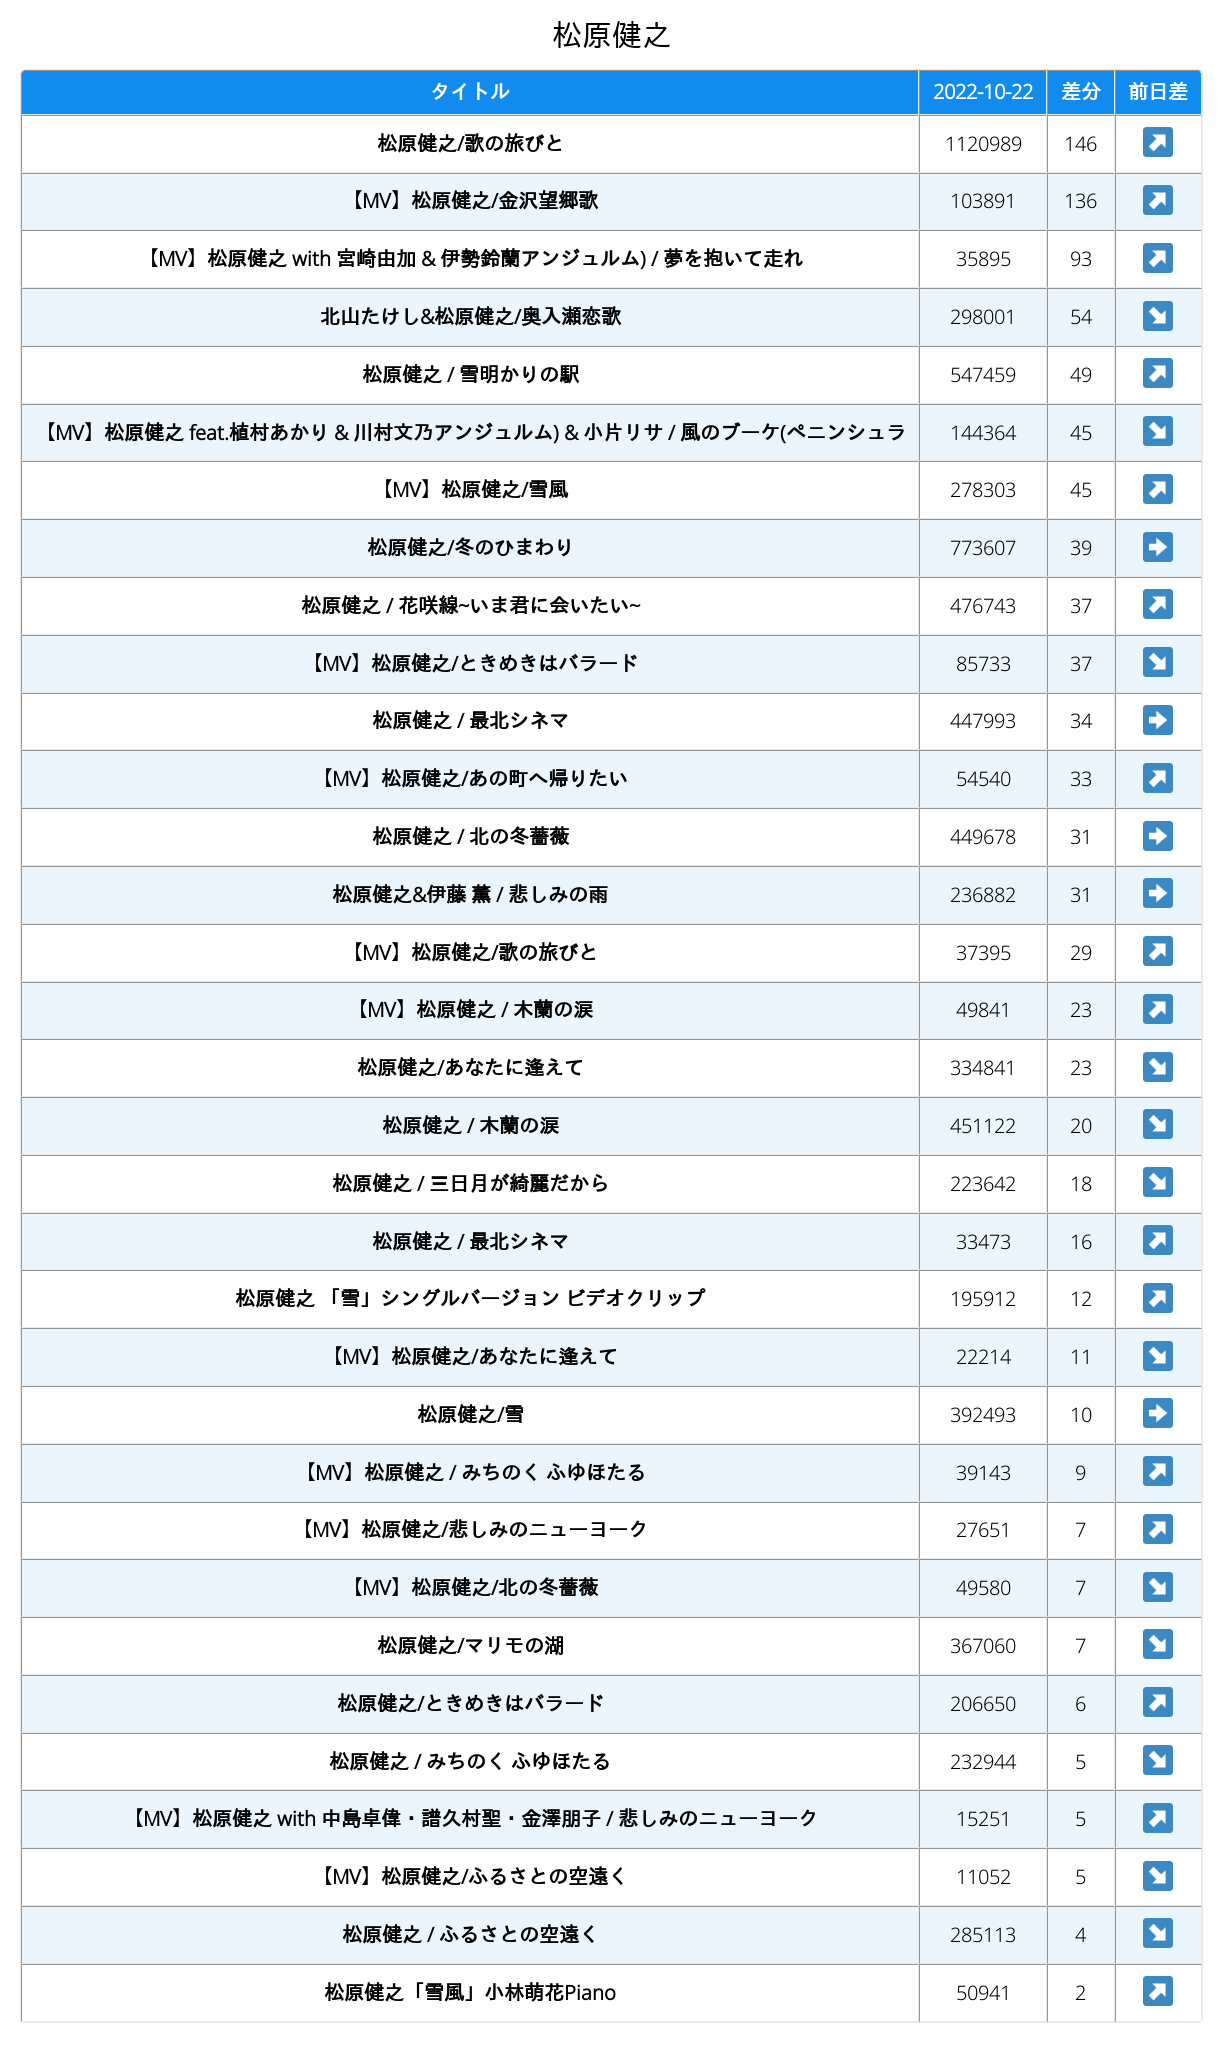 松原健之
タイトル 2022-10-22 差分 前日差
松原健之/歌の旅びと 1120989 146 ↗
【MV】松原健之/金沢望郷歌 103891 136 ↗
【MV】松原健之 with 宮崎由加 & 伊勢鈴蘭アンジュルム) / 夢を抱いて走れ 35895 93 ↗
北山たけし&松原健之/奥入瀬恋歌 298001 54 ↘
松原健之 / 雪明かりの駅 547459 49 ↗
【MV】松原健之 feat.植村あかり & 川村文乃アンジュルム) & 小片リサ / 風のブーケ(ペニンシュラ 144364 45 ↘
【MV】松原健之/雪風 278303 45 ↗
松原健之/冬のひまわり 773607 39 ➡
松原健之 / 花咲線~いま君に会いたい~ 476743 37 ↗
【MV】松原健之/ときめきはバラード 85733 37 ↘
松原健之 / 最北シネマ 447993 34 ➡
【MV】松原健之/あの町へ帰りたい 54540 33 ↗
松原健之 / 北の冬薔薇 449678 31 ➡
松原健之&伊藤 薫 / 悲しみの雨 236882 31 ➡
【MV】松原健之/歌の旅びと 37395 29 ↗
【MV】松原健之 / 木蘭の涙 49841 23 ↗
松原健之/あなたに逢えて 334841 23 ↘
松原健之 / 木蘭の涙 451122 20 ↘
松原健之 / 三日月が綺麗だから 223642 18 ↘
松原健之 / 最北シネマ 33473 16 ↗
松原健之 「雪」シングルバージョン ビデオクリップ 195912 12 ↗
【MV】松原健之/あなたに逢えて 22214 11 ↘
松原健之/雪 392493 10 ➡
【MV】松原健之 / みちのく ふゆほたる 39143 9 ↗
【MV】松原健之/悲しみのニューヨーク 27651 7 ↗
【MV】松原健之/北の冬薔薇 49580 7 ↘
松原健之/マリモの湖 367060 7 ↘
松原健之/ときめきはバラード 206650 6 ↗
松原健之 / みちのく ふゆほたる 232944 5 ↘
【MV】松原健之 with 中島卓偉・譜久村聖・金澤朋子 / 悲しみのニューヨーク 15251 5 ↗
【MV】松原健之/ふるさとの空遠く 11052 5 ↘
松原健之 / ふるさとの空遠く 285113 4 ↘
松原健之「雪風」小林萌花Piano 50941 2 ↗